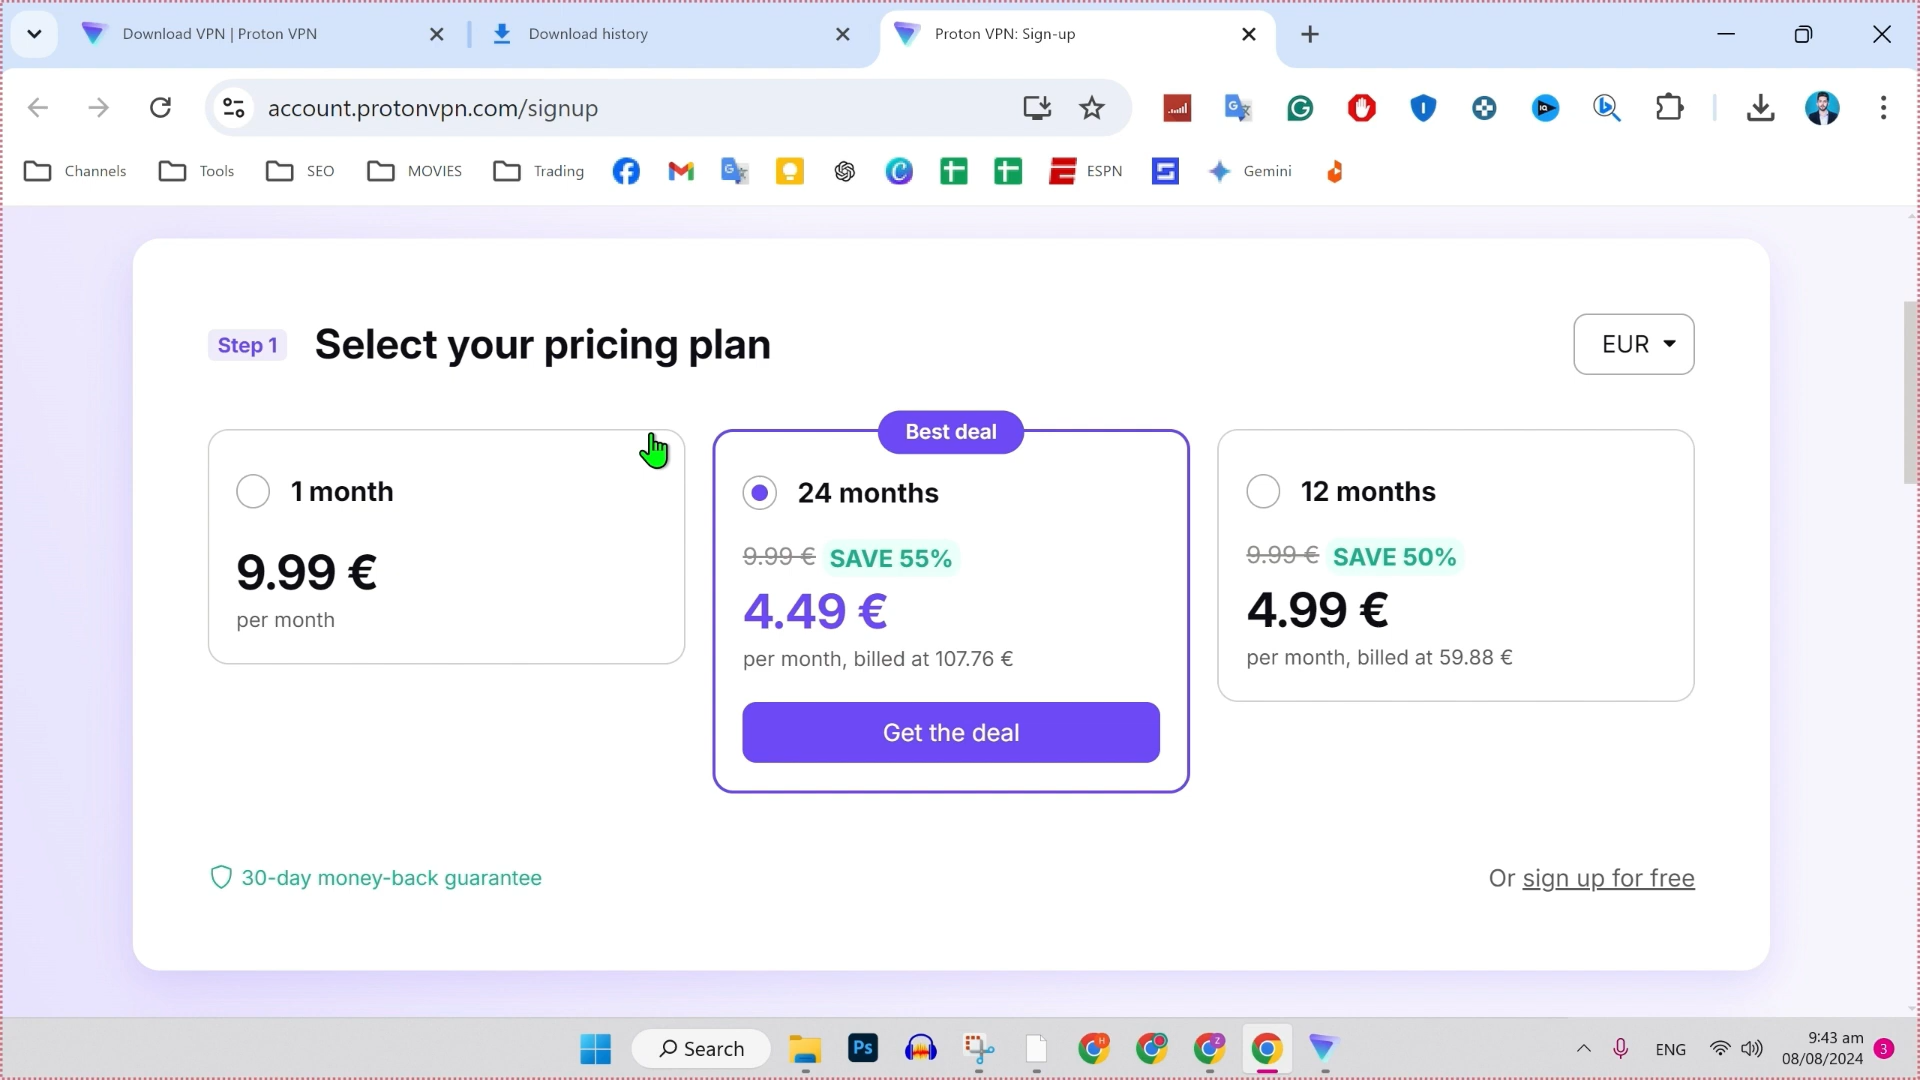 Download VPN | Proton VPN
Download history
Proton VPN: Sign-up
account.protonvpn.com/signup
Channels
Tools
SEO
MOVIES
Trading
ESPN
Gemini
Step 1
Select your pricing plan
EUR
1 month
9.99 €
per month
Best deal
24 months
9.99 € SAVE 55%
4.49 €
per month, billed at 107.76 €
Get the deal
12 months
9.99 € SAVE 50%
4.99 €
per month, billed at 59.88 €
30-day money-back guarantee
Or sign up for free
Search
Ps
ENG
9:43 am
08/08/2024
3